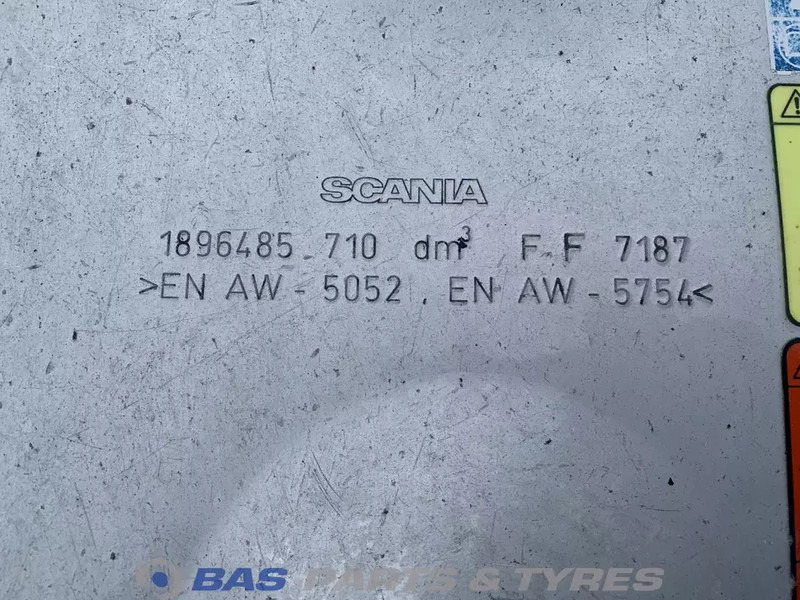 SCANIA
1896485 710 dm³ F F 7187
>EN AW - 5052 , EN AW - 5754<
BAS PARTS & TYRES